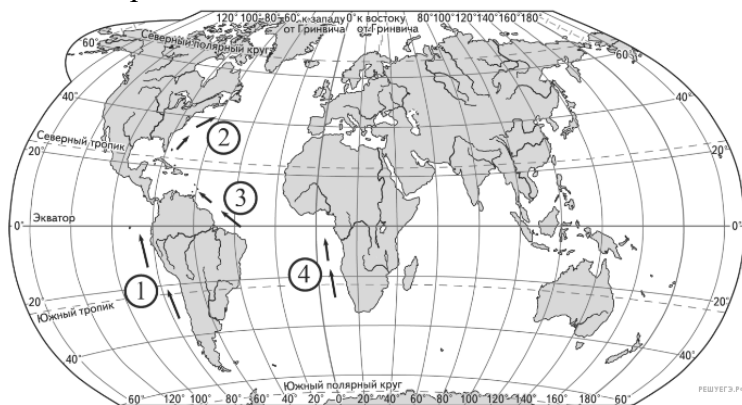 120° 100° 80° 60° к западу 0° к востоку 80° 100° 120° 140° 180°
от Гринвича от Гринвича
Северный полярный круг
60° 60°
40° 40°
Северный тропик
20° 20°
2
3
Экватор
0° 0°
4
1
20° 20°
Южный тропик
40° 40°
Южный полярный круг
60° 180° 120° 100° 80° 60° 40° 20° 0° 20° 40° 60° 80° 100° 120° 140° 180° 60°
РЕШУЕГЭ.РФ